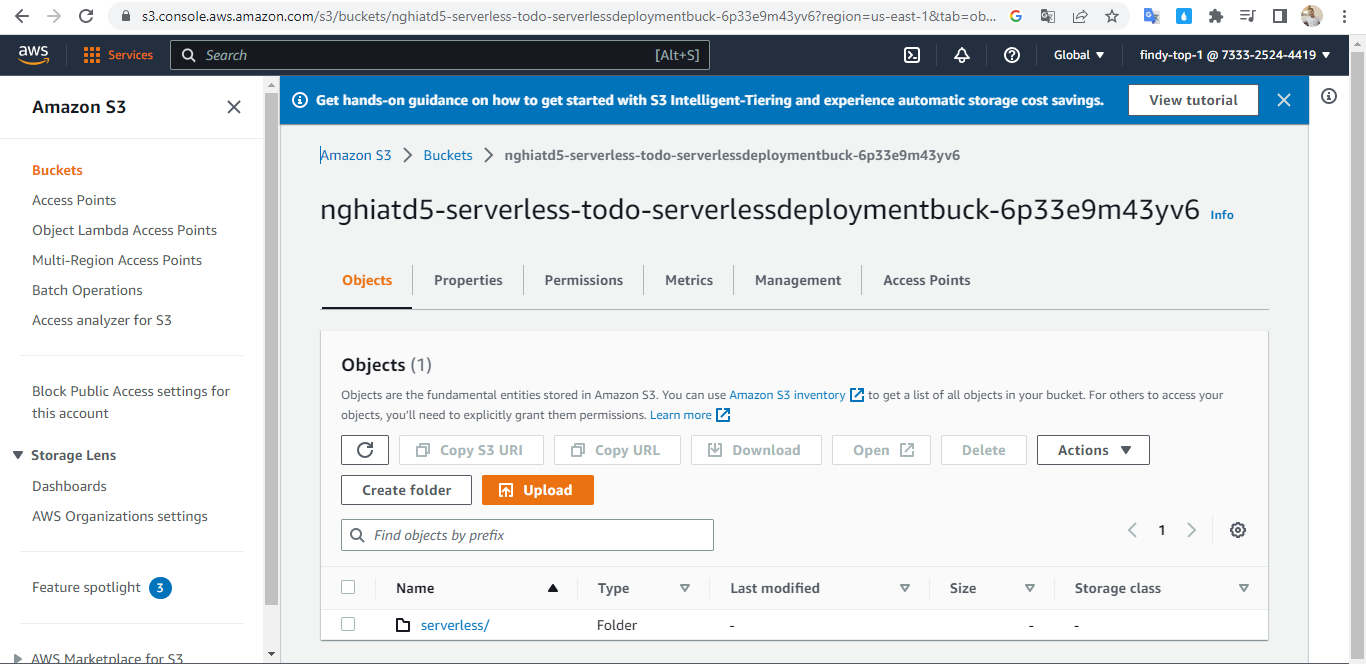 s3.console.aws.amazon.com/s3/buckets/nghiatd5-serverless-todo-serverlessdeploymentbuck-6p33e9m43yv6?region=us-east-1&tab=ob...
aws
Services
Search
[Alt+S]
Global
findy-top-1 @ 7333-2524-4419
Amazon S3
Buckets
Access Points
Object Lambda Access Points
Multi-Region Access Points
Batch Operations
Access analyzer for S3
Block Public Access settings for
this account
Storage Lens
Dashboards
AWS Organizations settings
Feature spotlight 3
AWS Marketplace for S3
Get hands-on guidance on how to get started with S3 Intelligent-Tiering and experience automatic storage cost savings.
View tutorial
Amazon S3 > Buckets > nghiatd5-serverless-todo-serverlessdeploymentbuck-6p33e9m43yv6
nghiatd5-serverless-todo-serverlessdeploymentbuck-6p33e9m43yv6 Info
Objects Properties Permissions Metrics Management Access Points
Objects (1)
Objects are the fundamental entities stored in Amazon S3. You can use Amazon S3 inventory to get a list of all objects in your bucket. For others to access your
objects, you'll need to explicitly grant them permissions. Learn more
Copy S3 URI Copy URL Download Open Delete Actions
Create folder Upload
Find objects by prefix
1
Name Type Last modified Size Storage class
serverless/ Folder - - -